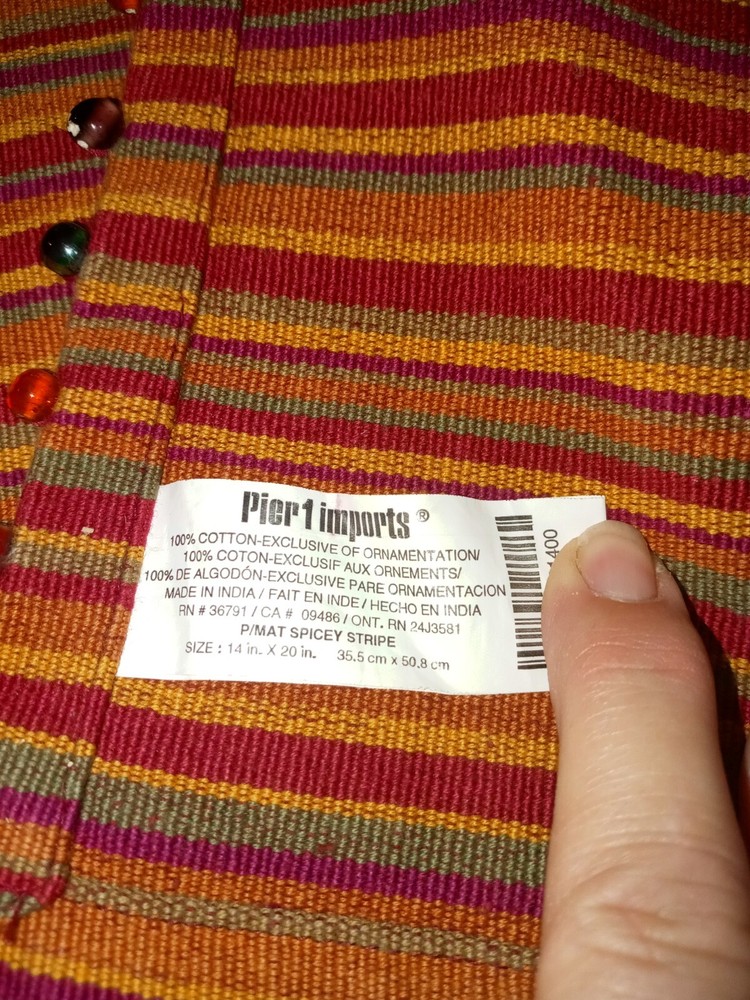 Pier 1 imports ®
100% COTTON-EXCLUSIVE OF ORNAMENTATION/
100% COTON-EXCLUSIF AUX ORNEMENTS/
100% DE ALGODÓN-EXCLUSIVE PARE ORNAMENTACION
MADE IN INDIA / FAIT EN INDE / HECHO EN INDIA
RN # 36791 / CA # 09486 / ONT. RN 24J3581
P/MAT SPICEY STRIPE
SIZE : 14 in. X 20 in. 35.5 cm x 50.8 cm